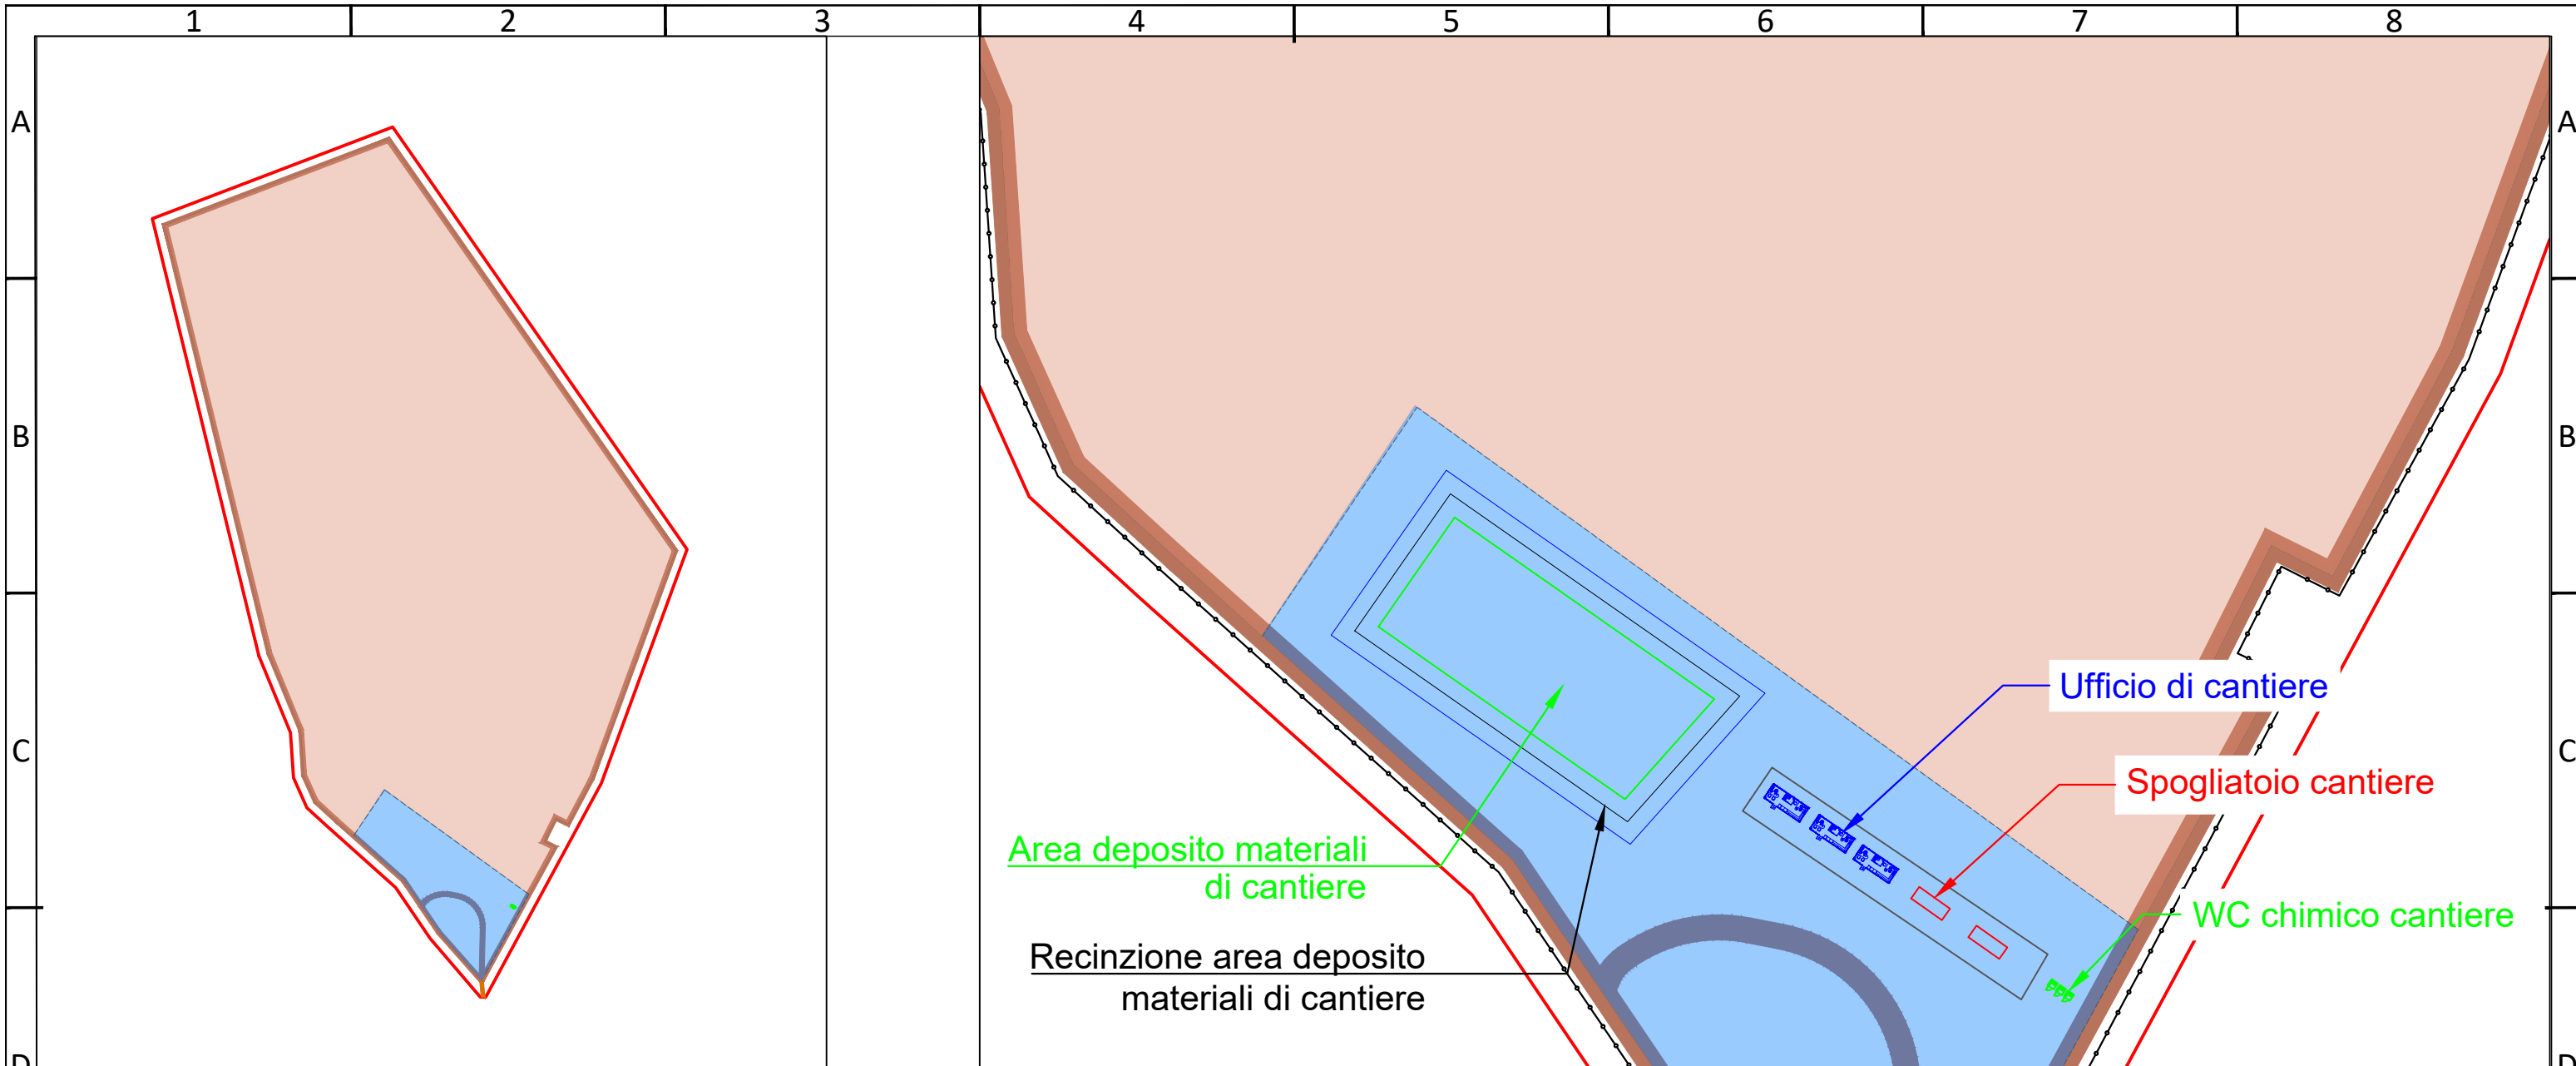 1 2 3 4 5 6 7 8
A A
B B
Ufficio di cantiere
C C
Spogliatoio cantiere
Area deposito materiali
di cantiere
WC chimico cantiere
Recinzione area deposito
materiali di cantiere
D D